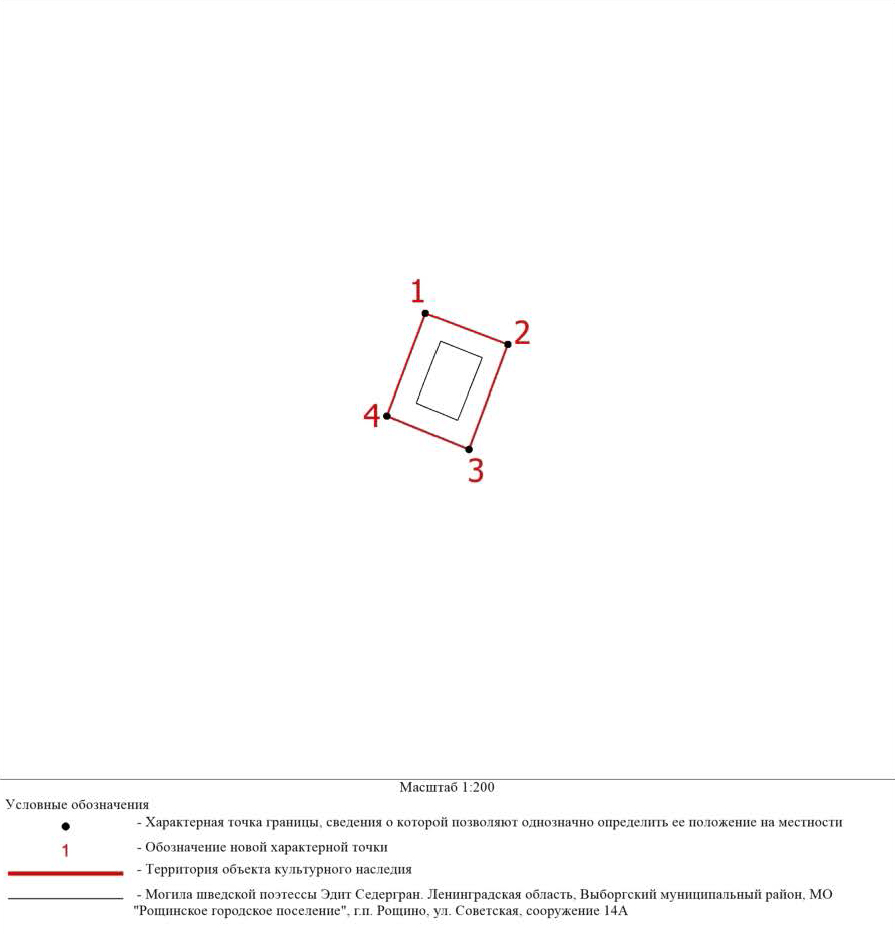 1
2
4
3
Масштаб 1:200
Условные обозначения
- Характерная точка границы, сведения о которой позволяют однозначно определить ее положение на местности
1 - Обозначение новой характерной точки
- Территория объекта культурного наследия
- Могила шведской поэтессы Эдит Седергран. Ленинградская область, Выборгский муниципальный район, МО
"Рощинское городское поселение", г.п. Рощино, ул. Советская, сооружение 14А